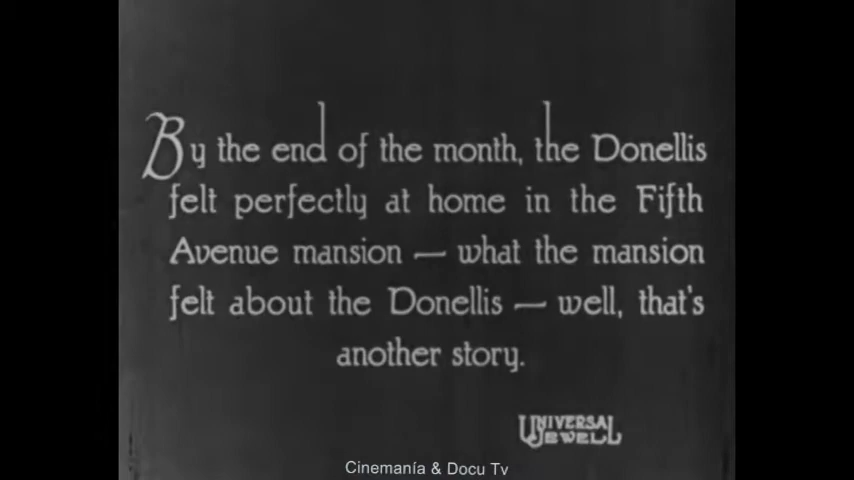 By the end of the month, the Donellis
felt perfectly at home in the Fifth
Avenue mansion — what the mansion
felt about the Donellis — well, that's
another story.
UNIVERSAL
JEWEL
Cinemanía & Docu Tv